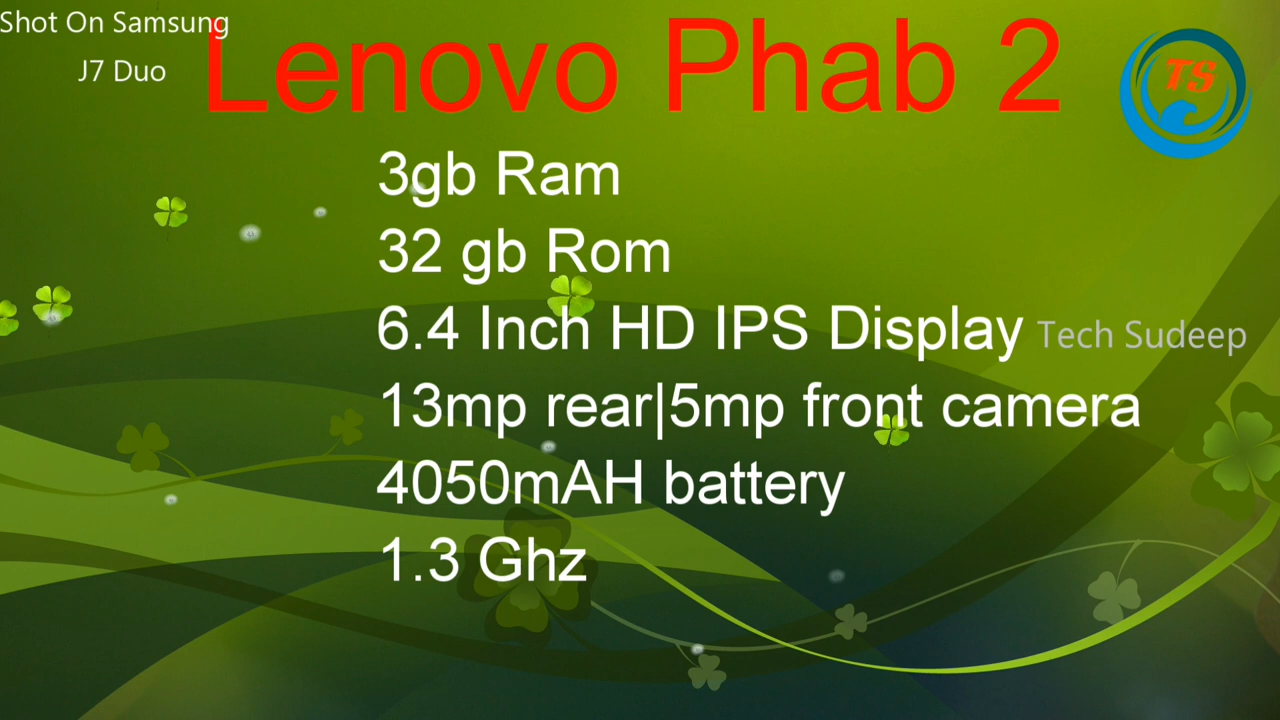 Shot On Samsung
J7 Duo
Lenovo Phab 2
TS
3gb Ram
32 gb Rom
6.4 Inch HD IPS Display
Tech Sudeep
13mp rear|5mp front camera
4050mAH battery
1.3 Ghz